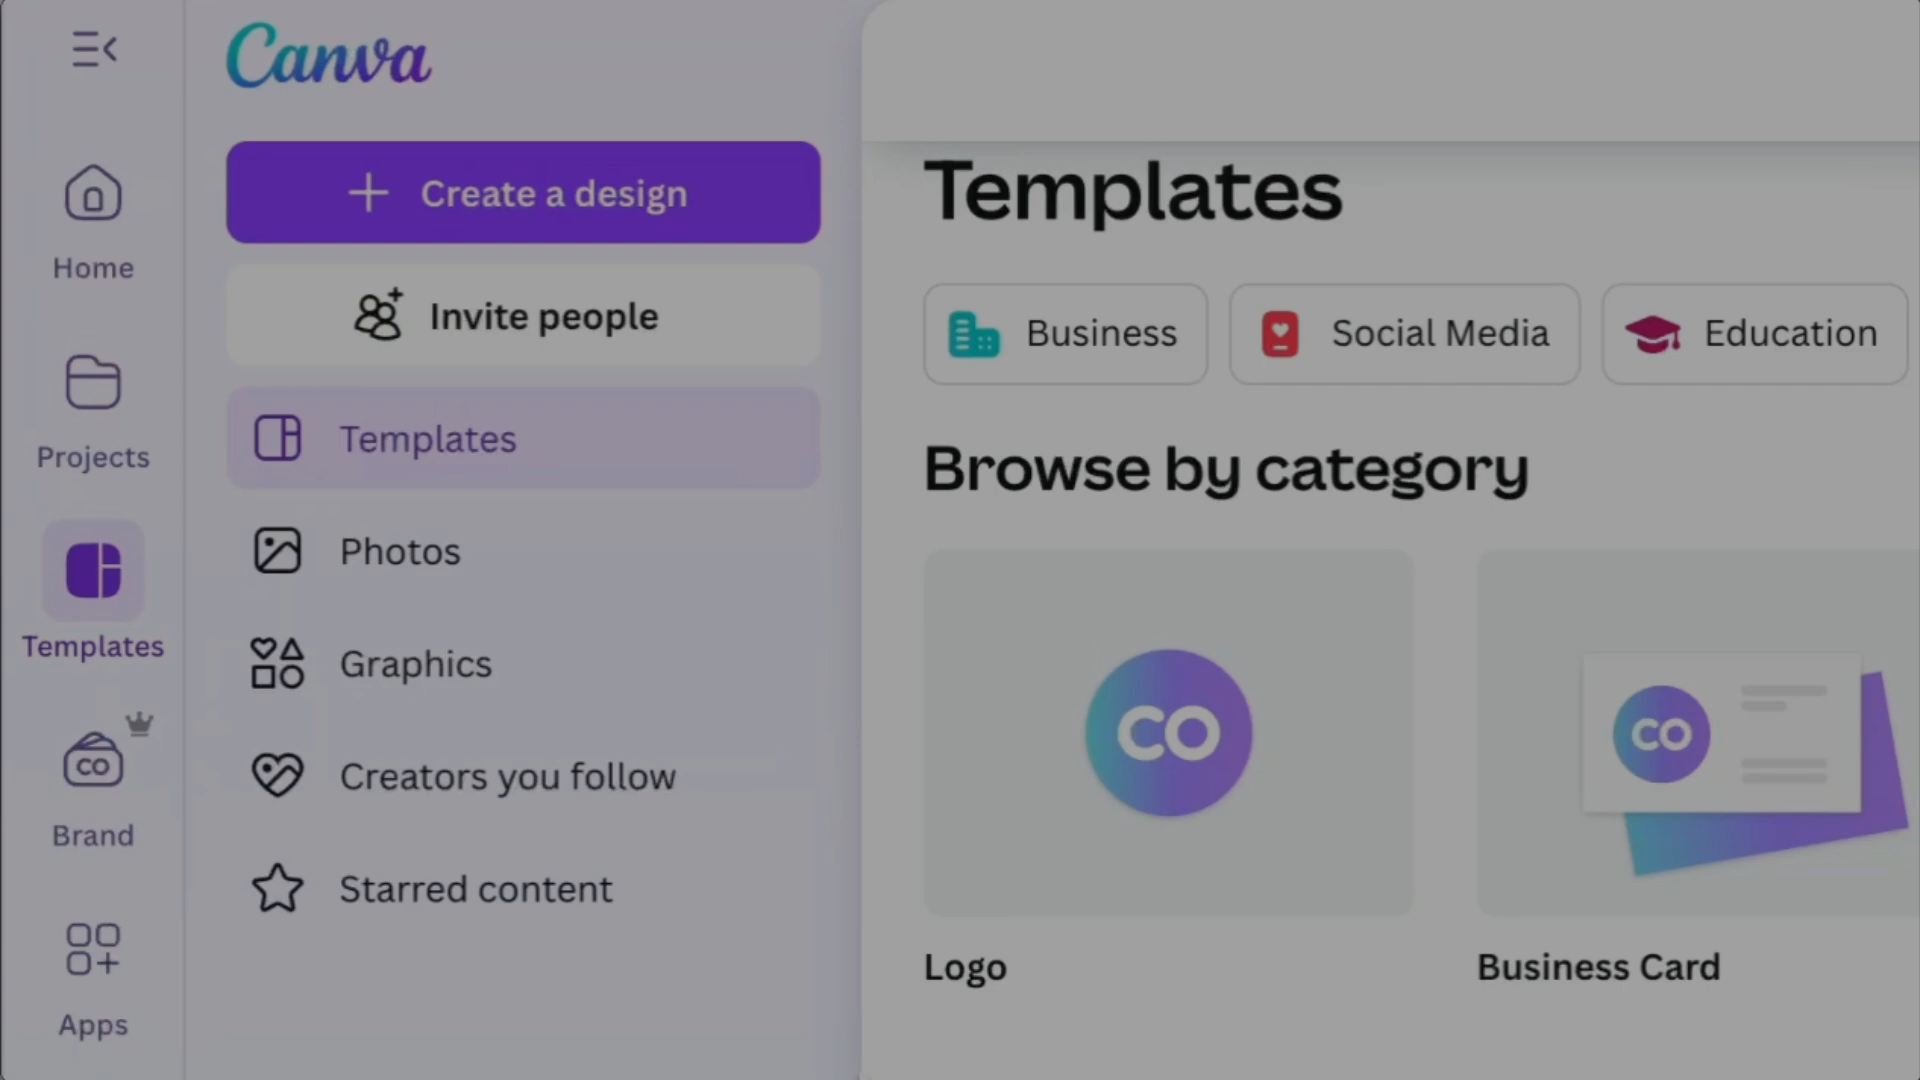 Home
Projects
Templates
CO
Brand
Apps
Canva
Create a design
Invite people
Templates
Photos
Graphics
Creators you follow
Starred content
Templates
Business
Social Media
Education
Browse by category
CO
Logo
CO
Business Card